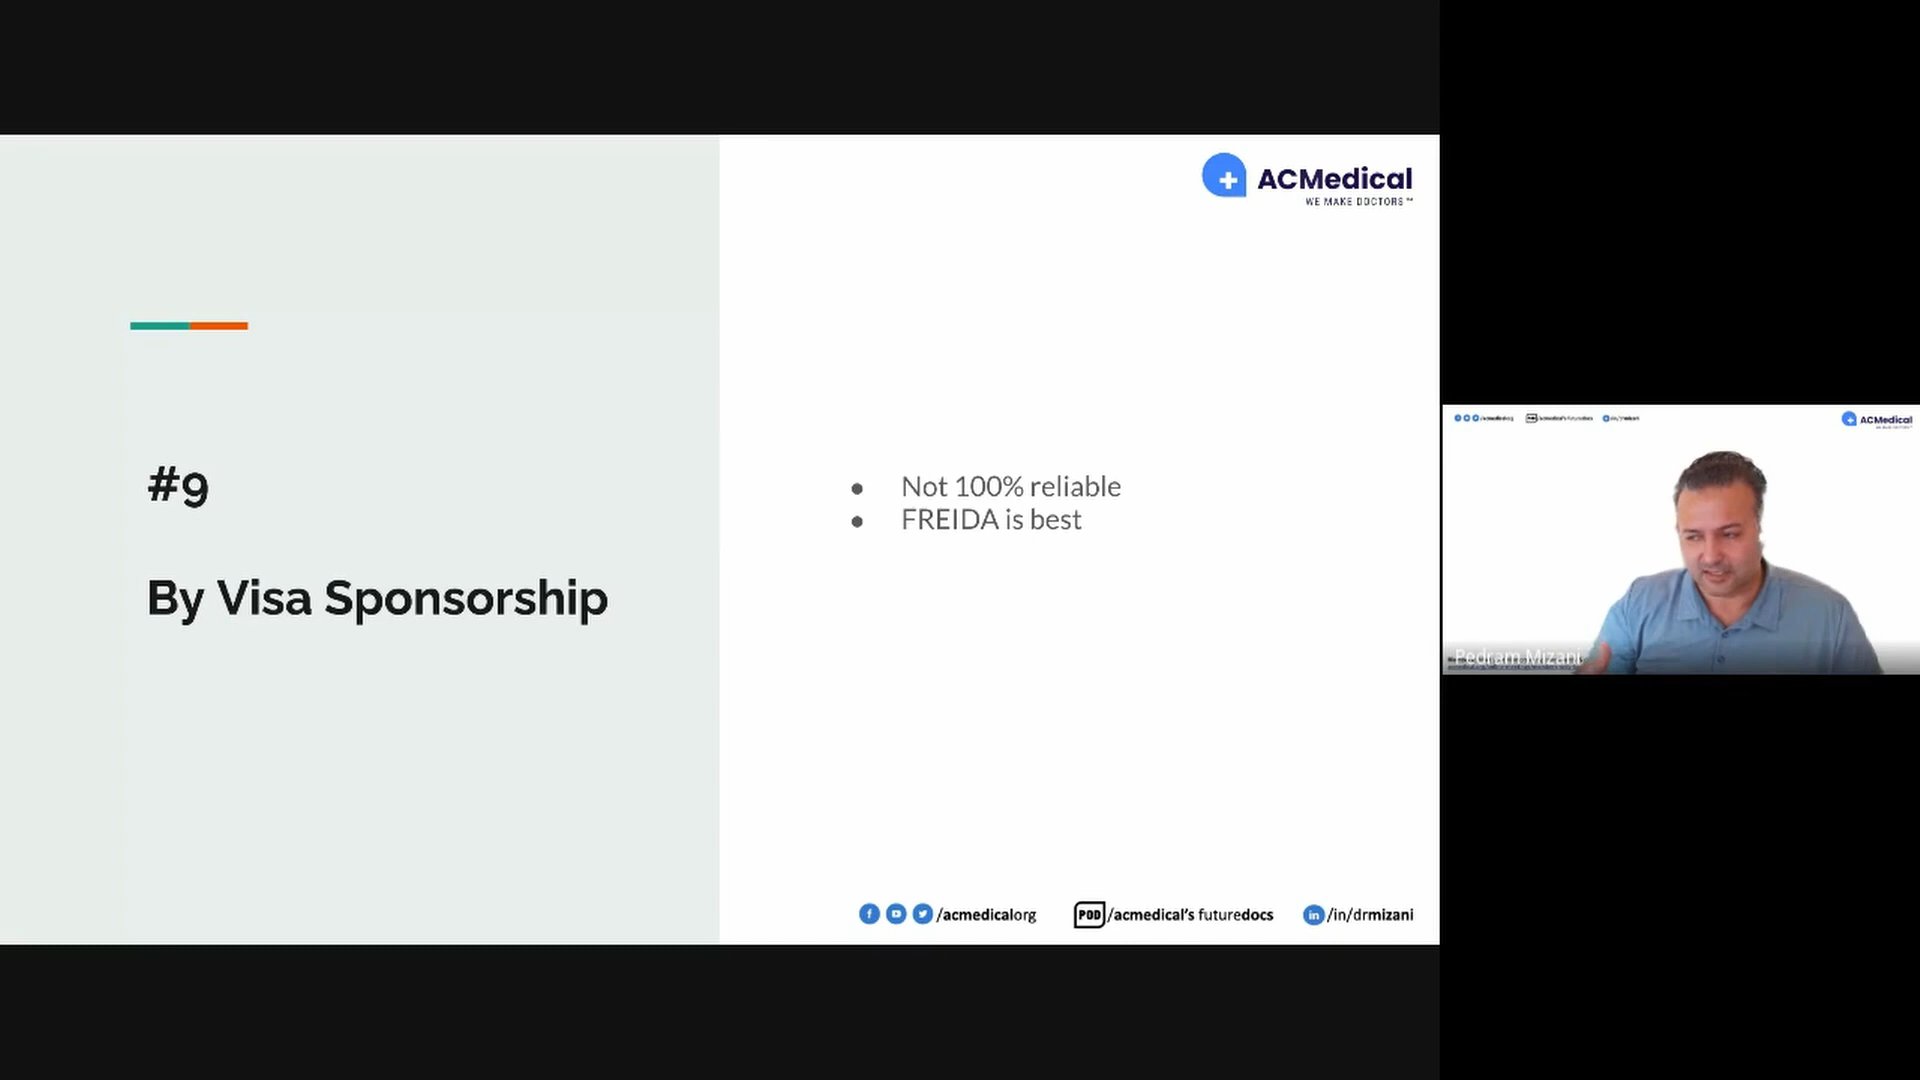 ACMedical
WE MAKE DOCTORS™
#9
By Visa Sponsorship
● Not 100% reliable
● FREIDA is best
/acmedicalorg
POD /acmedical's futuredocs
in /in/drmizani
ACMedical
Pedram Mizani